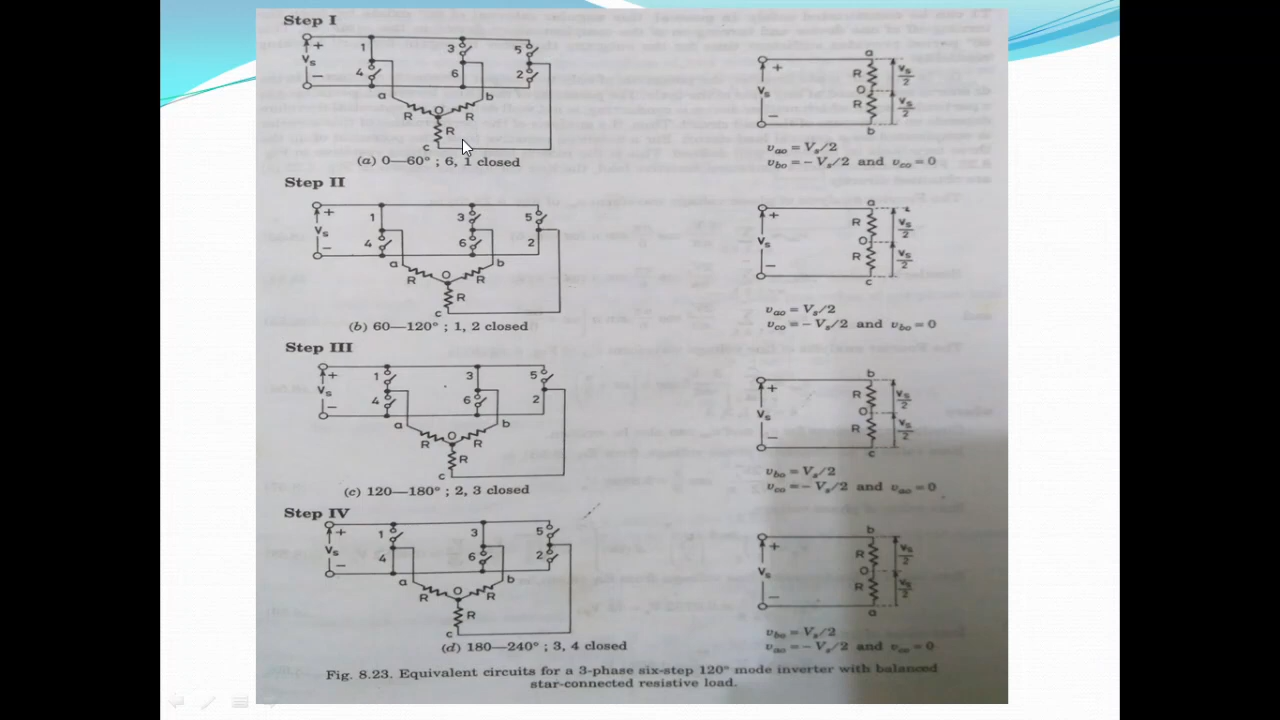 Step I
1 3 5
+
Vs
−
4 6 2
a b
O
R R
R
c
(a) 0—60° ; 6, 1 closed
a
+ R Vs/2
Vs O
R Vs/2
−
b
vao = Vs/2
vbo = − Vs/2 and vco = 0
Step II
1 3 5
+
Vs
−
4 6 2
a b
O
R R
R
c
(b) 60—120° ; 1, 2 closed
a
+ R Vs/2
Vs O
R Vs/2
−
c
vao = Vs/2
vco = − Vs/2 and vbo = 0
Step III
1 3 5
+
Vs
−
4 6 2
a b
O
R R
R
c
(c) 120—180° ; 2, 3 closed
b
+ R Vs/2
Vs O
R Vs/2
−
c
vbo = Vs/2
vco = − Vs/2 and vao = 0
Step IV
1 3 5
+
Vs
−
4 6 2
a b
O
R R
R
c
(d) 180—240° ; 3, 4 closed
b
+ R Vs/2
Vs O
R Vs/2
−
a
vbo = Vs/2
vao = − Vs/2 and vco = 0
Fig. 8.23. Equivalent circuits for a 3-phase six-step 120° mode inverter with balanced
star-connected resistive load.